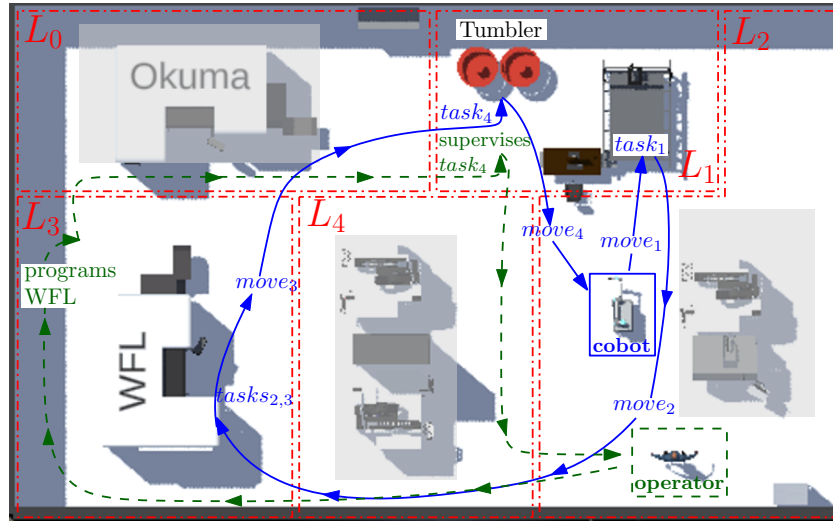 L₀
Tumbler
L₂
Okuma
task₄
supervises
task₄
task₁
L₁
L₃
L₄
move₄
move₁
programs
WFL
move₃
cobot
WFL
tasks₂,₃
move₂
operator